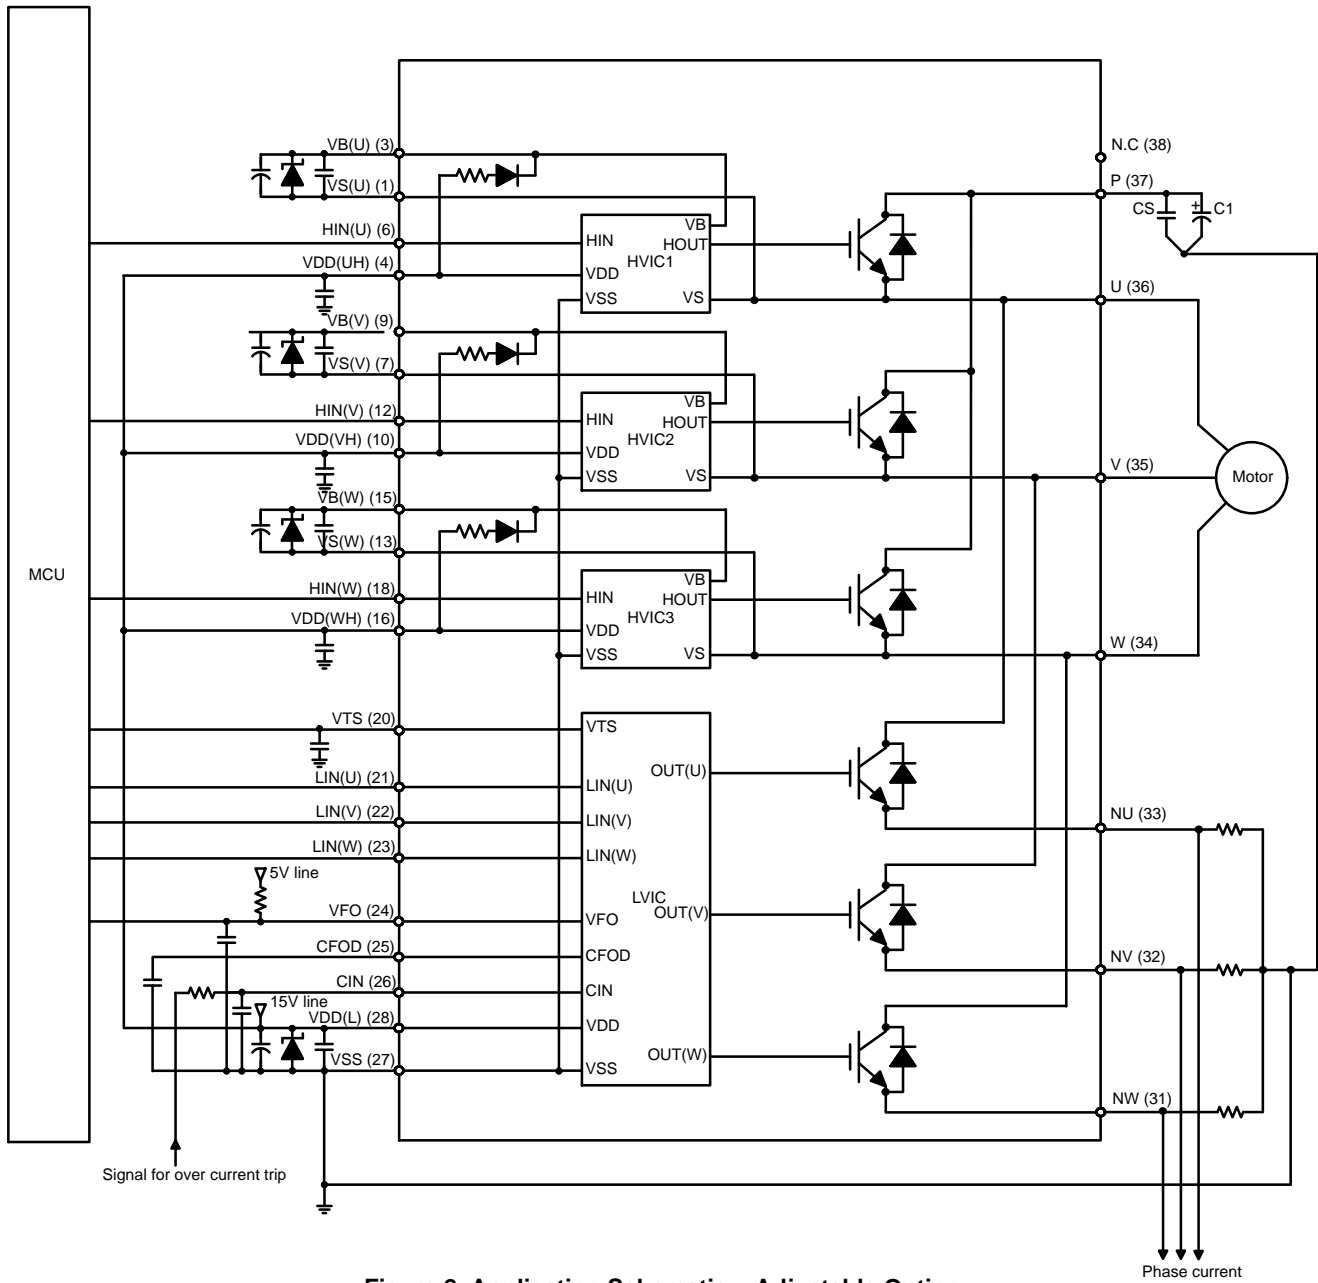 VB(U) (3)
N.C (38)
VS(U) (1)
P (37)
CS
+
C1
HIN(U) (6)
HIN
VB
HOUT
HVIC1
VDD(UH) (4)
VDD
VSS
VS
U (36)
VB(V) (9)
VS(V) (7)
HIN(V) (12)
HIN
VB
HOUT
HVIC2
VDD(VH) (10)
VDD
VSS
VS
V (35)
Motor
VB(W) (15)
VS(W) (13)
MCU
HIN(W) (18)
HIN
VB
HOUT
HVIC3
VDD(WH) (16)
VDD
VSS
VS
W (34)
VTS (20)
VTS
OUT(U)
LIN(U) (21)
LIN(U)
LIN(V) (22)
LIN(V)
NU (33)
LIN(W) (23)
LIN(W)
5V line
LVIC
OUT(V)
VFO (24)
VFO
CFOD (25)
CFOD
NV (32)
CIN (26)
CIN
15V line
VDD(L) (28)
VDD
VSS (27)
VSS
OUT(W)
NW (31)
Signal for over current trip
Phase current